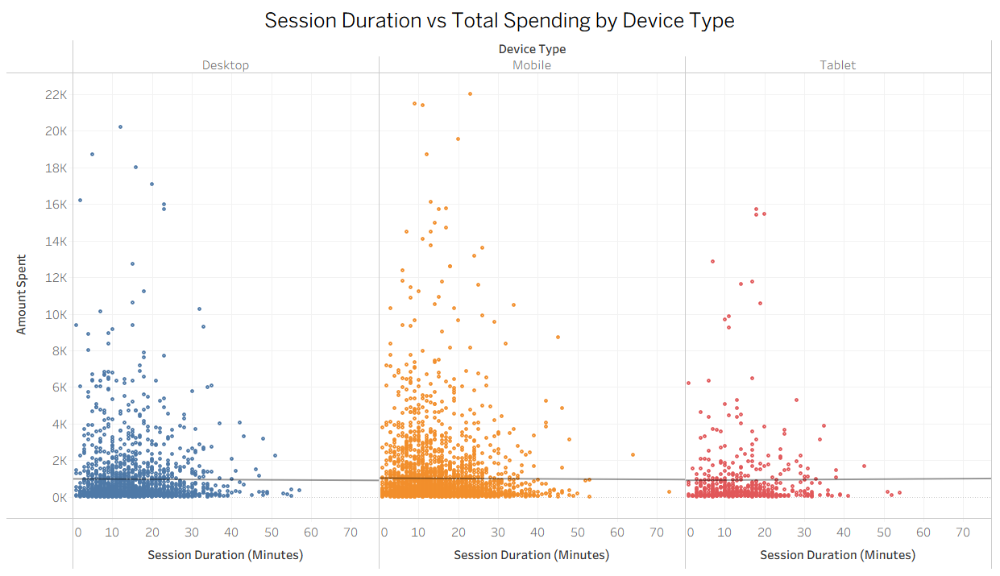 Session Duration vs Total Spending by Device Type
Device Type
Desktop Mobile Tablet
22K
20K
18K
16K
14K
12K
10K
8K
6K
4K
2K
0K
Amount Spent
0 10 20 30 40 50 60 70 0 10 20 30 40 50 60 70 0 10 20 30 40 50 60 70
Session Duration (Minutes) Session Duration (Minutes) Session Duration (Minutes)